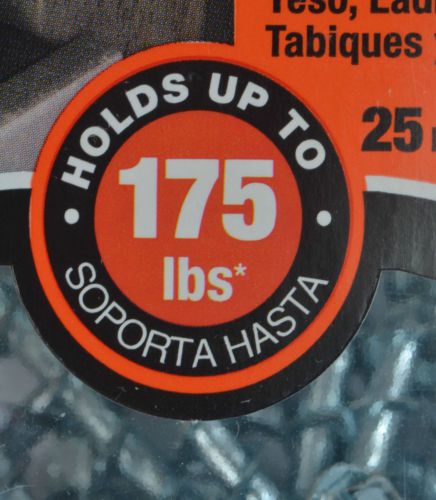 Tabiques
25
HOLDS UP TO
175
lbs*
SOPORTA HASTA